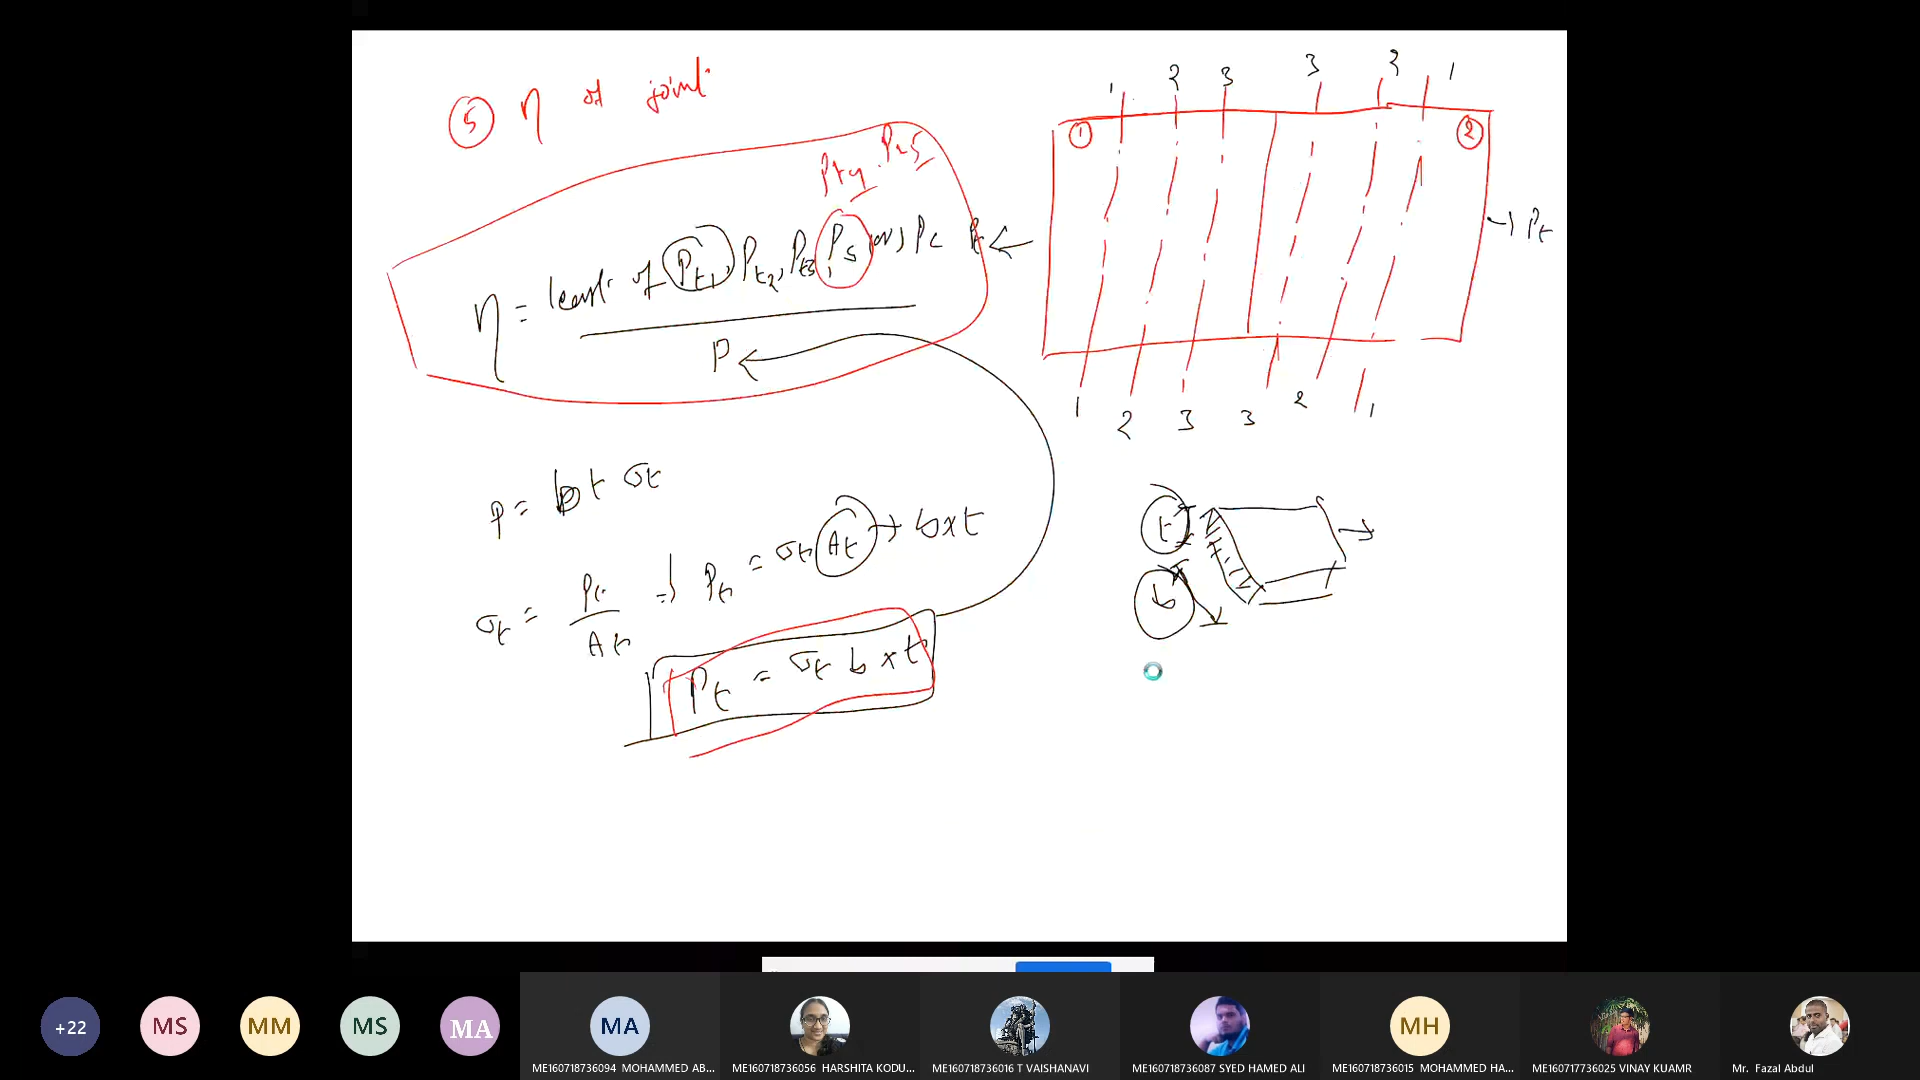 ⑤ η of joint
Pt4, Pt5
η = least of Pt1, Pt2, Pt3, Ps (or) Pc
P
P = b t σt
σt = Pt / At ⇒ Pt = σt At → b x t
Pt = σt b x t
1 2 3 3 2 1
① ②
Pt ← → Pt
1 2 3 3 2 1
t
b
+22
MS
MM
MS
MA
MA
MH
ME160718736094 MOHAMMED AB...
ME160718736056 HARSHITA KODU...
ME160718736016 T VAISHANAVI
ME160718736087 SYED HAMED ALI
ME160718736015 MOHAMMED HA...
ME160717736025 VINAY KUAMR
Mr. Fazal Abdul